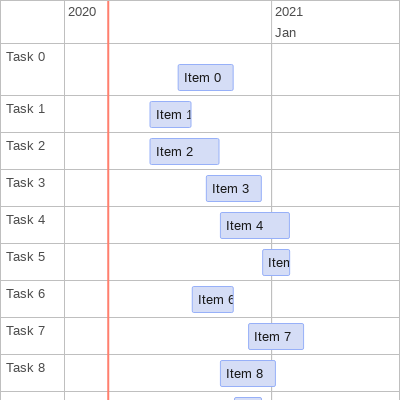 2020
2021
Jan
Task 0
Item 0
Task 1
Item 1
Task 2
Item 2
Task 3
Item 3
Task 4
Item 4
Task 5
Item
Task 6
Item 6
Task 7
Item 7
Task 8
Item 8